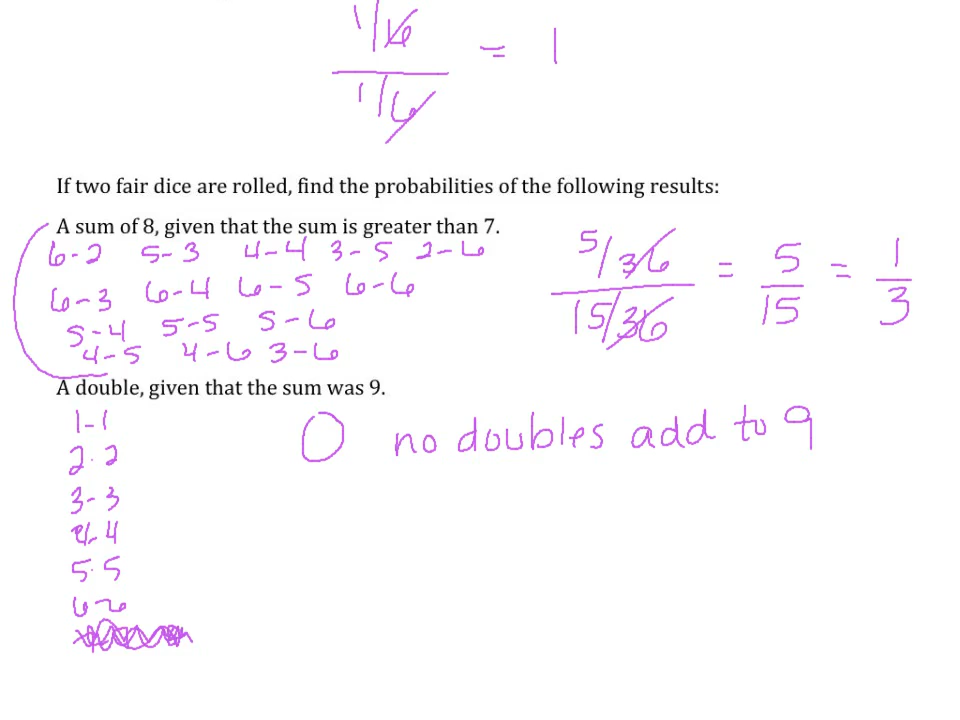 1/6 / 1/6 = 1
If two fair dice are rolled, find the probabilities of the following results:
A sum of 8, given that the sum is greater than 7.
6-2 5-3 4-4 3-5 2-6
6-3 6-4 6-5 6-6
5-4 5-5 5-6
4-5 4-6 3-6
5/36 / 15/36 = 5/15 = 1/3
A double, given that the sum was 9.
1-1
2-2
3-3
4-4
5-5
6-6
0 no doubles add to 9